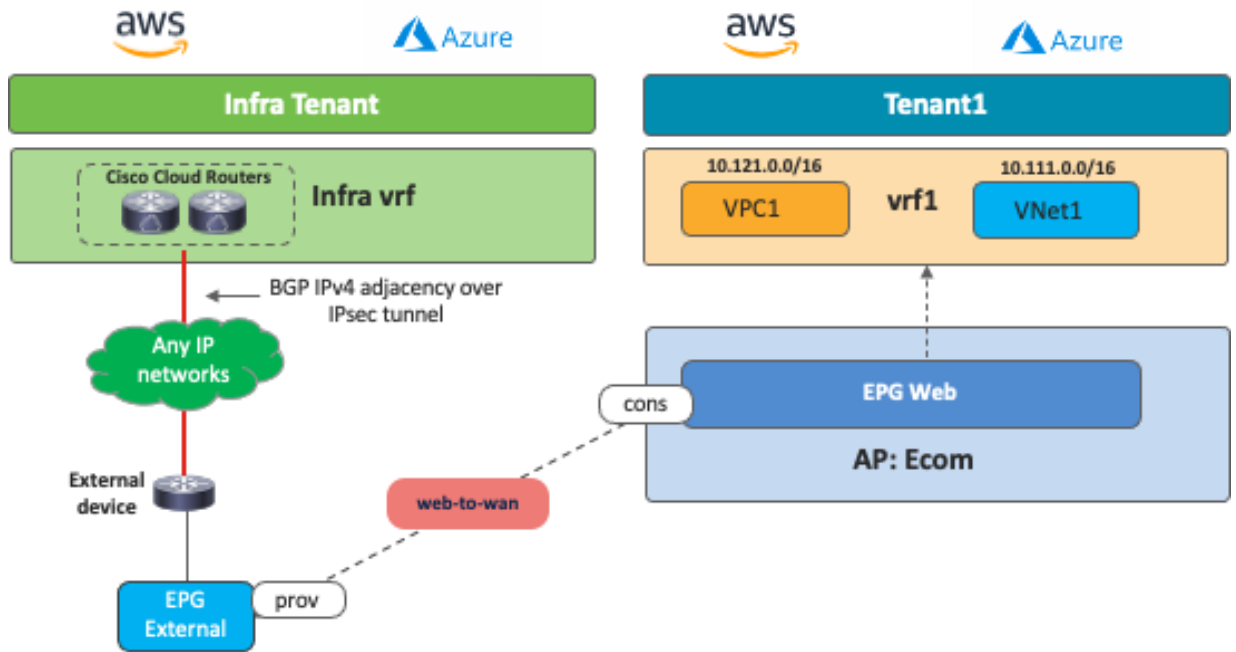 aws
Azure
aws
Azure
Infra Tenant
Tenant1
Cisco Cloud Routers
Infra vrf
10.121.0.0/16
VPC1
vrf1
10.111.0.0/16
VNet1
BGP IPv4 adjacency over
IPsec tunnel
Any IP
networks
cons
EPG Web
AP: Ecom
External
device
web-to-wan
EPG
External
prov